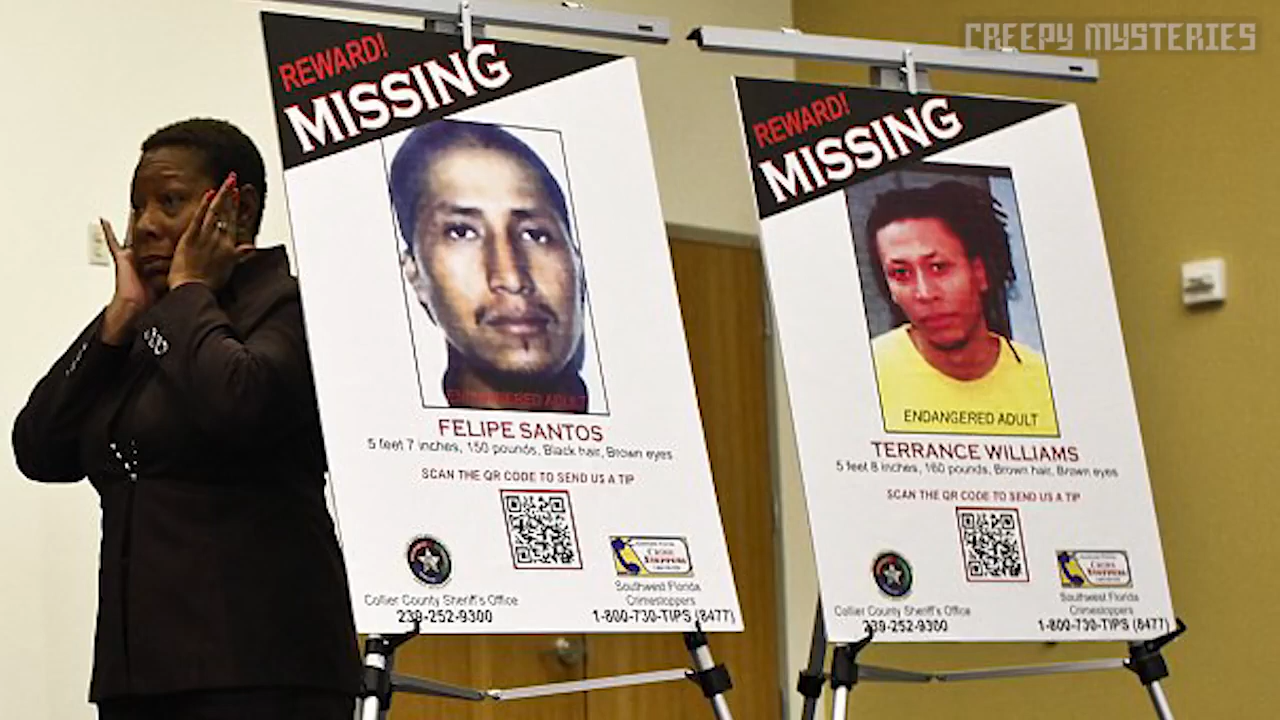 CREEPY MYSTERIES
REWARD!
MISSING
ENDANGERED ADULT
FELIPE SANTOS
5 feet 7 inches, 150 pounds, Black hair, Brown eyes
SCAN THE QR CODE TO SEND US A TIP
Collier County Sheriff's Office
239-252-9300
Southwest Florida
Crimestoppers
1-800-730-TIPS (8477)
REWARD!
MISSING
ENDANGERED ADULT
TERRANCE WILLIAMS
5 feet 8 inches, 160 pounds, Brown hair, Brown eyes
SCAN THE QR CODE TO SEND US A TIP
Collier County Sheriff's Office
239-252-9300
Southwest Florida
Crimestoppers
1-800-730-TIPS (8477)